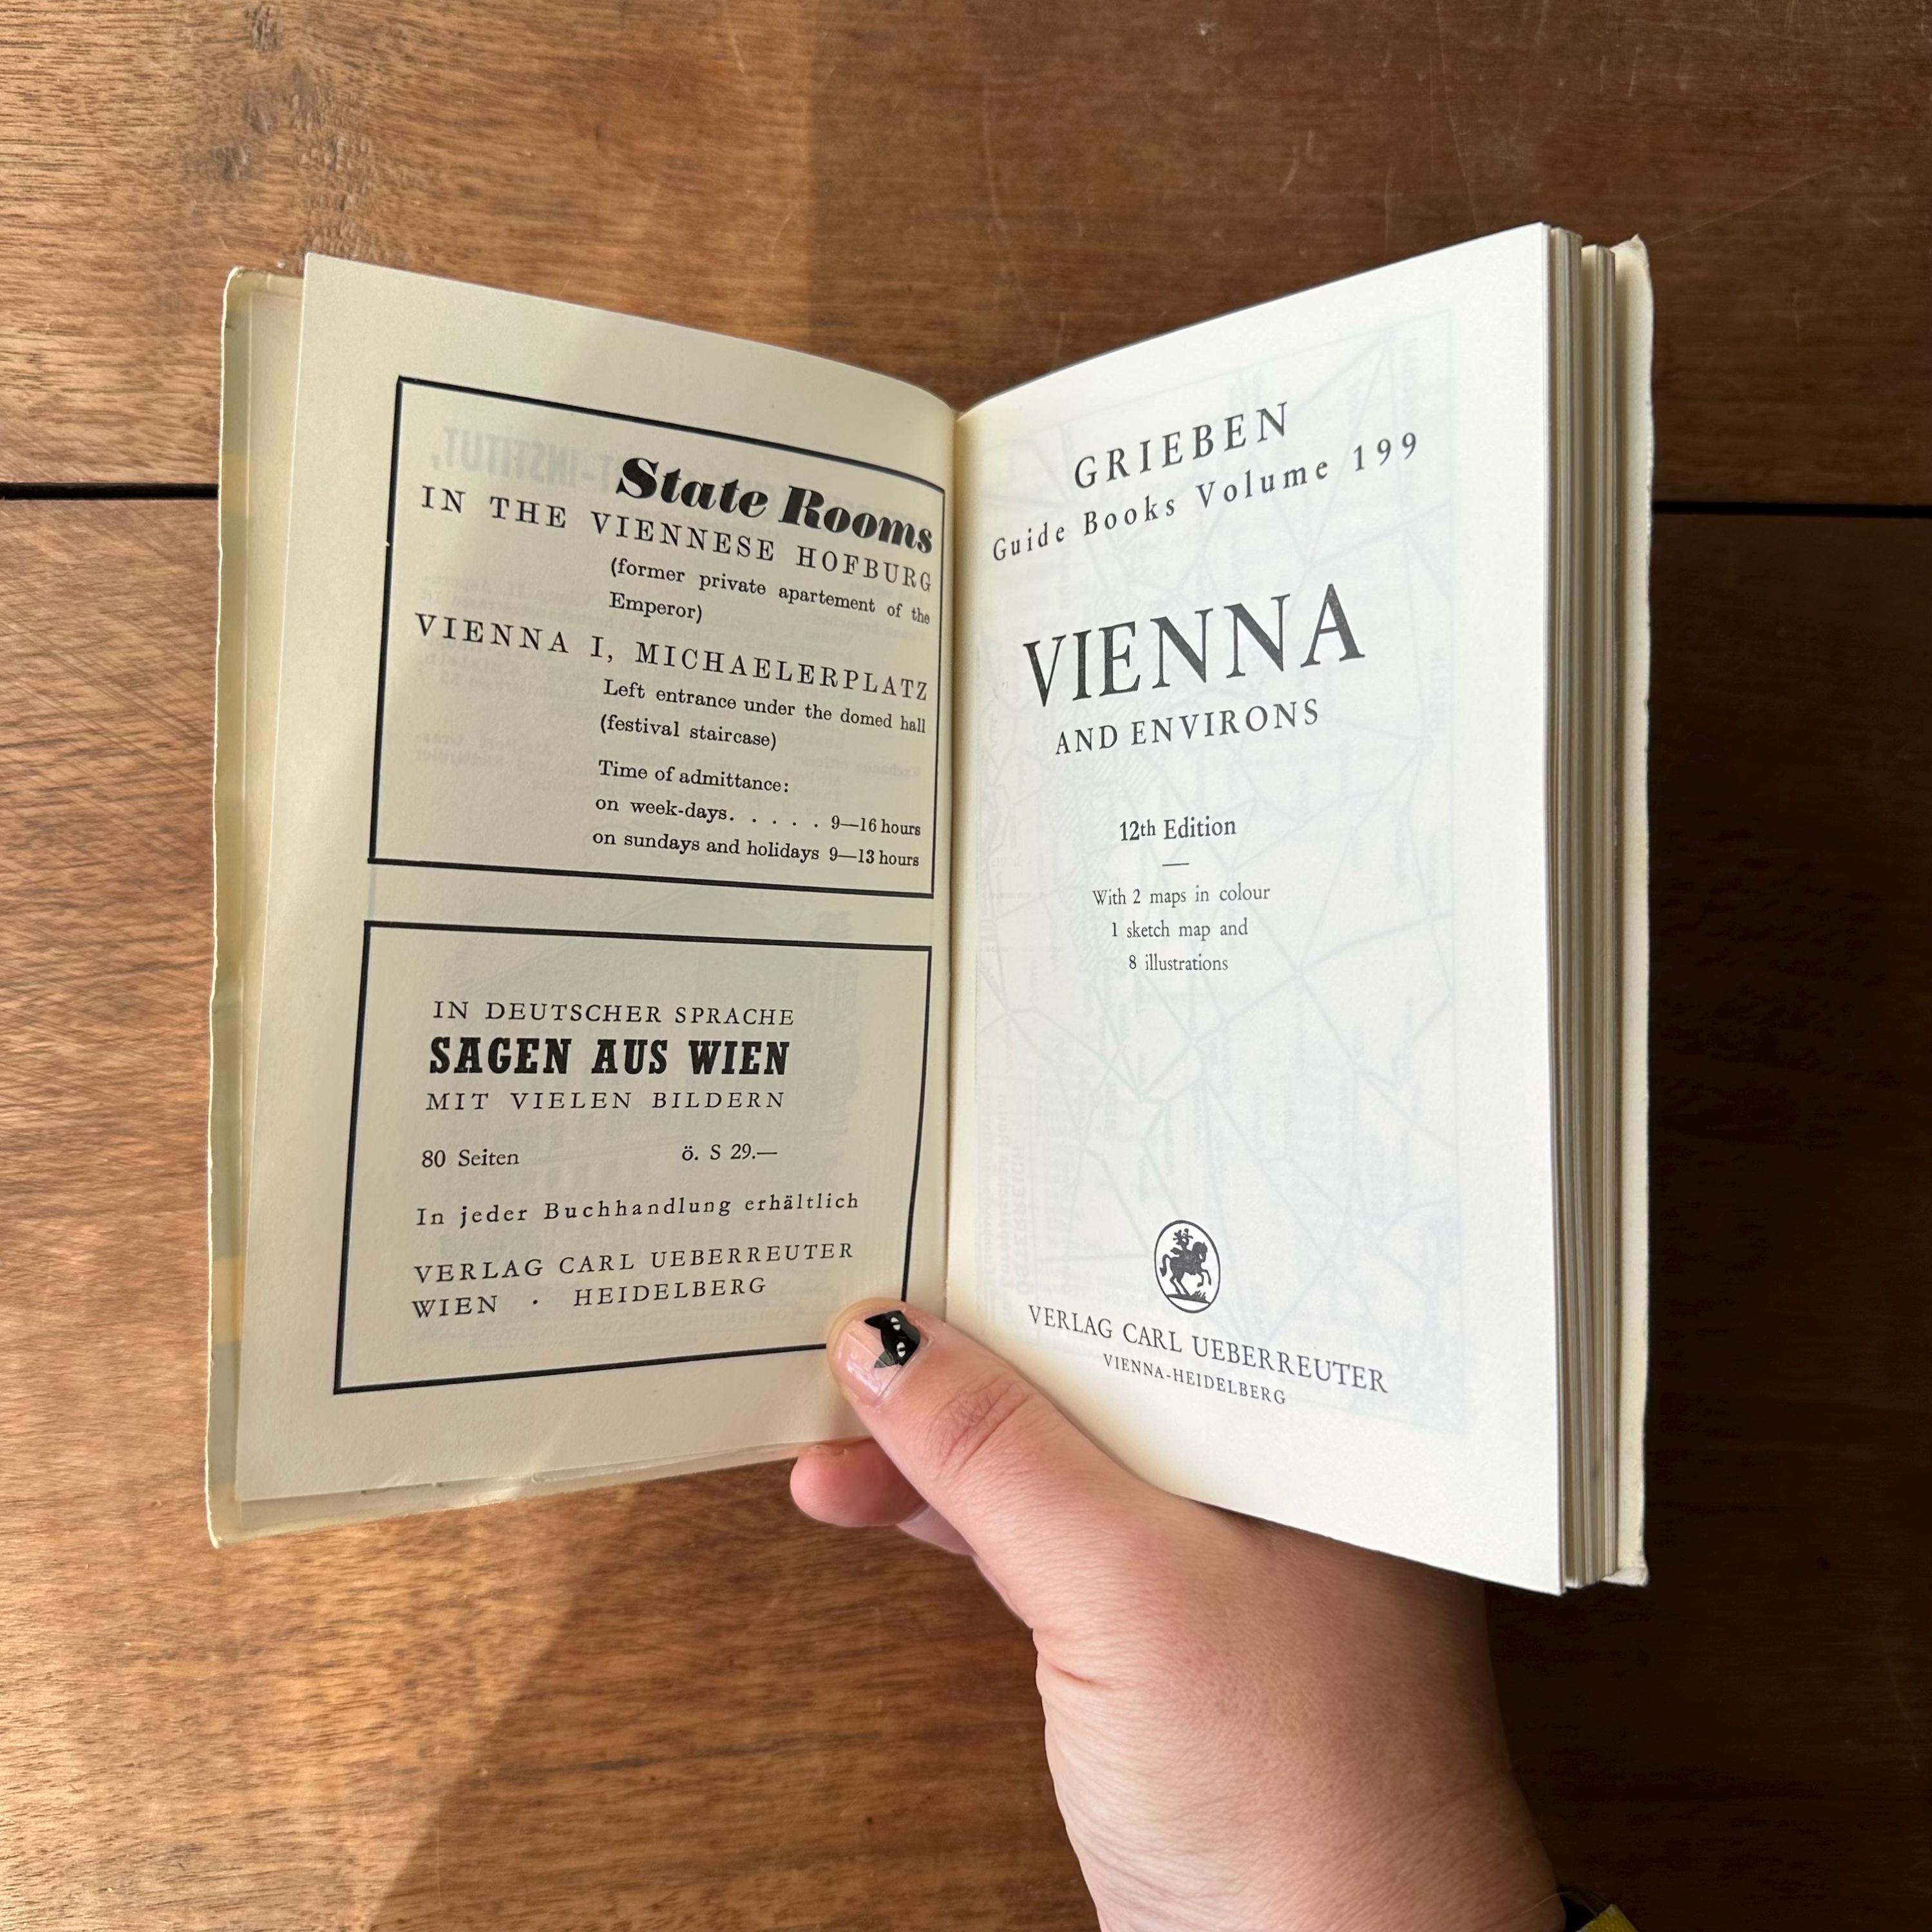 State Rooms
IN THE VIENNESE HOFBURG
(former private apartement of the
Emperor)
VIENNA I, MICHAELERPLATZ
Left entrance under the domed hall
(festival staircase)
Time of admittance:
on week-days. . . . . 9—16 hours
on sundays and holidays 9—13 hours
IN DEUTSCHER SPRACHE
SAGEN AUS WIEN
MIT VIELEN BILDERN
80 Seiten ö. S 29.—
In jeder Buchhandlung erhältlich
VERLAG CARL UEBERREUTER
WIEN · HEIDELBERG
GRIEBEN
Guide Books Volume 199
VIENNA
AND ENVIRONS
12th Edition
With 2 maps in colour
1 sketch map and
8 illustrations
VERLAG CARL UEBERREUTER
VIENNA-HEIDELBERG